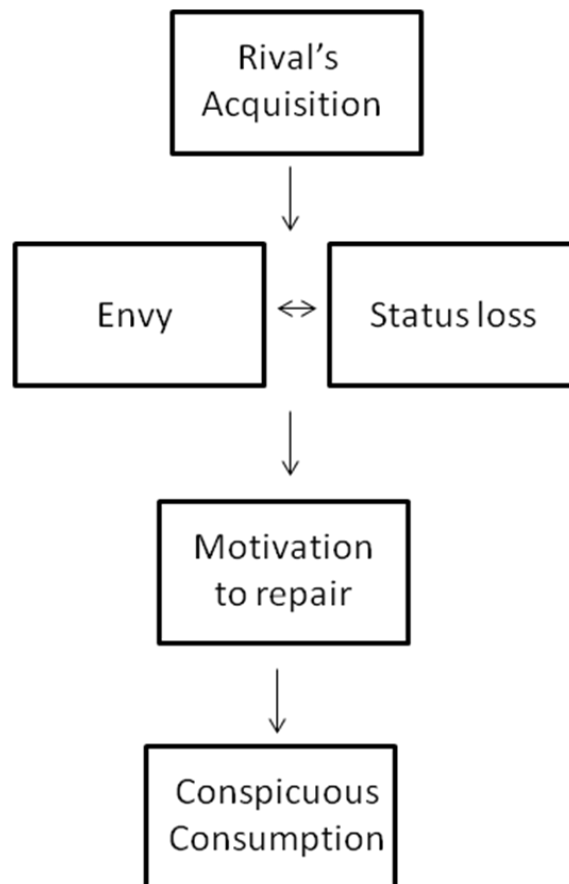 Rival's
Acquisition
Envy
Status loss
Motivation
to repair
Conspicuous
Consumption